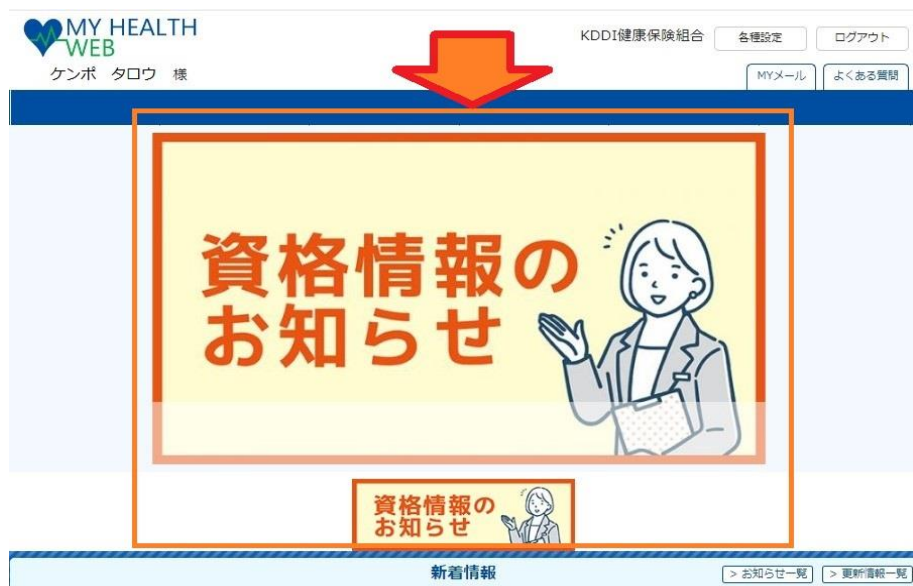 MY HEALTH
WEB
KDDI健康保険組合
各種設定
ログアウト
ケンポ タロウ 様
MYメール
よくある質問
資格情報の
お知らせ
資格情報の
お知らせ
新着情報
> お知らせ一覧
> 更新情報一覧